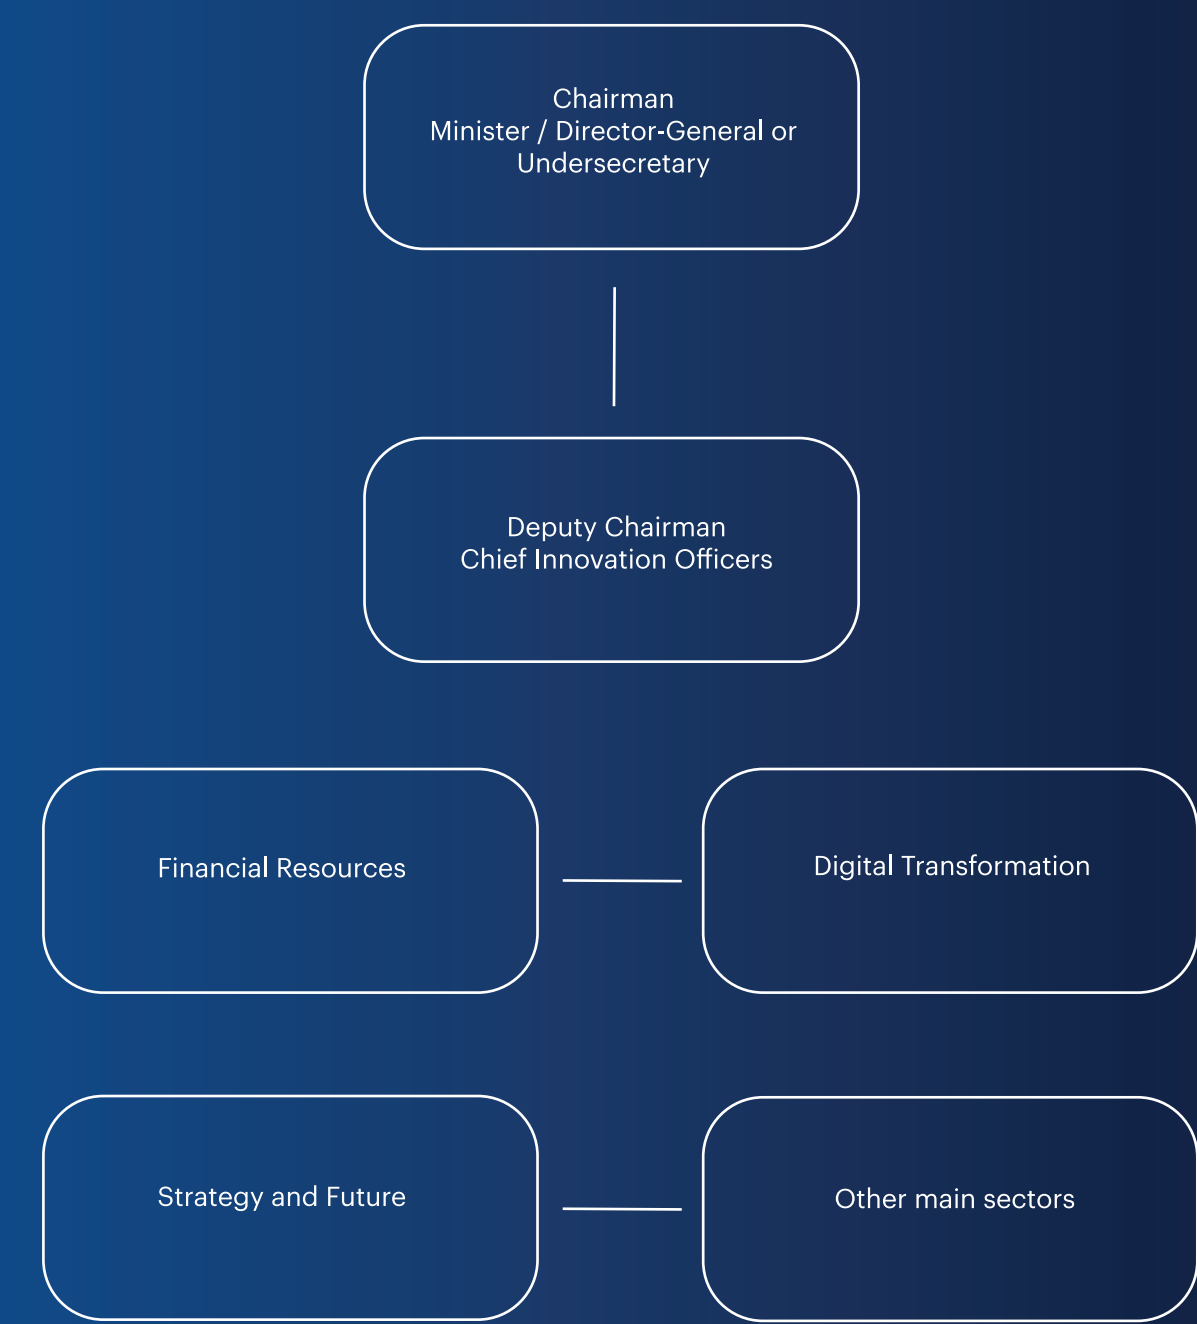 Chairman
Minister / Director-General or
Undersecretary
Deputy Chairman
Chief Innovation Officers
Financial Resources
Digital Transformation
Strategy and Future
Other main sectors